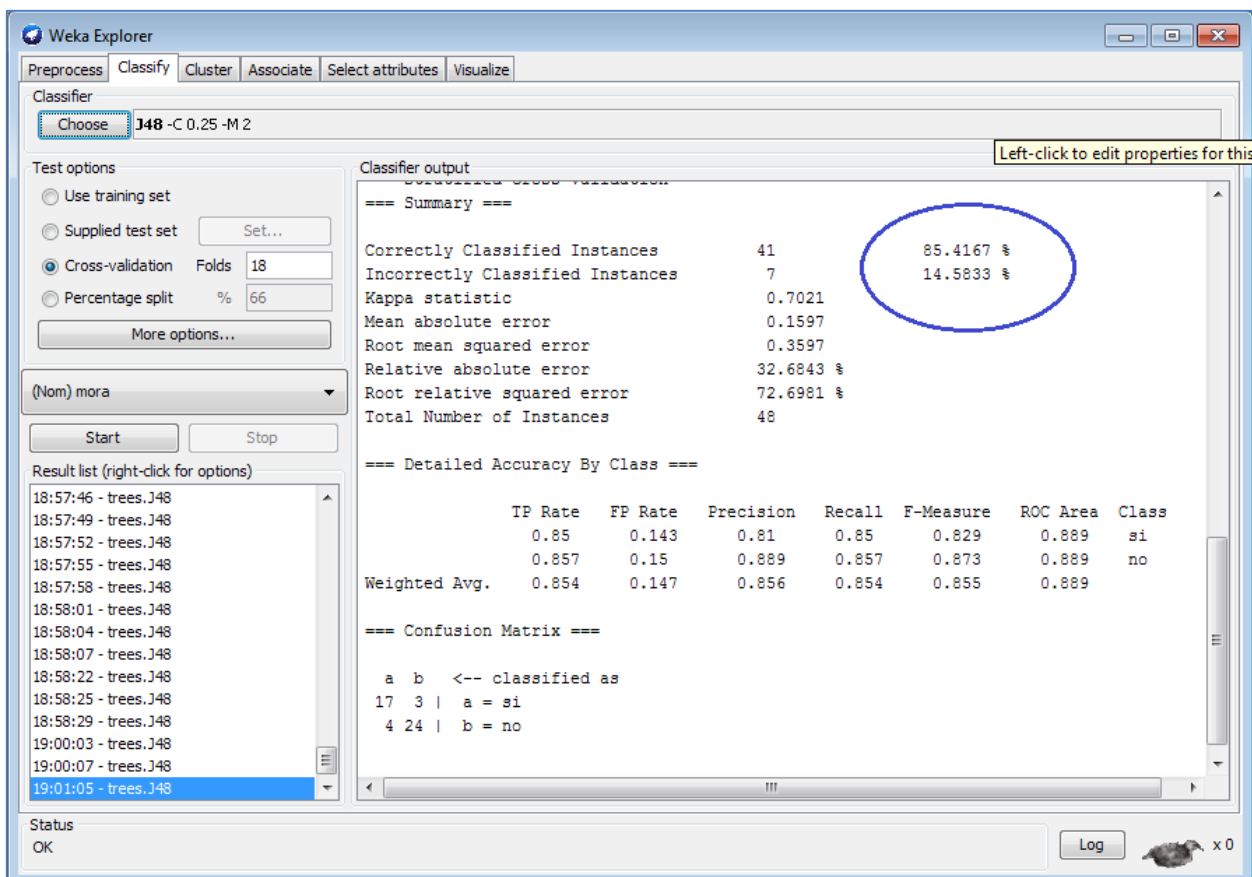 Weka Explorer
Preprocess Classify Cluster Associate Select attributes Visualize
Classifier
Choose J48 -C 0.25 -M 2
Left-click to edit properties for this
Test options
Use training set
Supplied test set Set...
Cross-validation Folds 18
Percentage split % 66
More options...
(Nom) mora
Start Stop
Result list (right-click for options)
18:57:46 - trees.J48
18:57:49 - trees.J48
18:57:52 - trees.J48
18:57:55 - trees.J48
18:57:58 - trees.J48
18:58:01 - trees.J48
18:58:04 - trees.J48
18:58:07 - trees.J48
18:58:22 - trees.J48
18:58:25 - trees.J48
18:58:29 - trees.J48
19:00:03 - trees.J48
19:00:07 - trees.J48
19:01:05 - trees.J48
Classifier output
=== Summary ===
Correctly Classified Instances 41 85.4167 %
Incorrectly Classified Instances 7 14.5833 %
Kappa statistic 0.7021
Mean absolute error 0.1597
Root mean squared error 0.3597
Relative absolute error 32.6843 %
Root relative squared error 72.6981 %
Total Number of Instances 48
=== Detailed Accuracy By Class ===
TP Rate FP Rate Precision Recall F-Measure ROC Area Class
0.85 0.143 0.81 0.85 0.829 0.889 si
0.857 0.15 0.889 0.857 0.873 0.889 no
Weighted Avg. 0.854 0.147 0.856 0.854 0.855 0.889
=== Confusion Matrix ===
a b <-- classified as
17 3 | a = si
4 24 | b = no
Status
OK
Log x 0